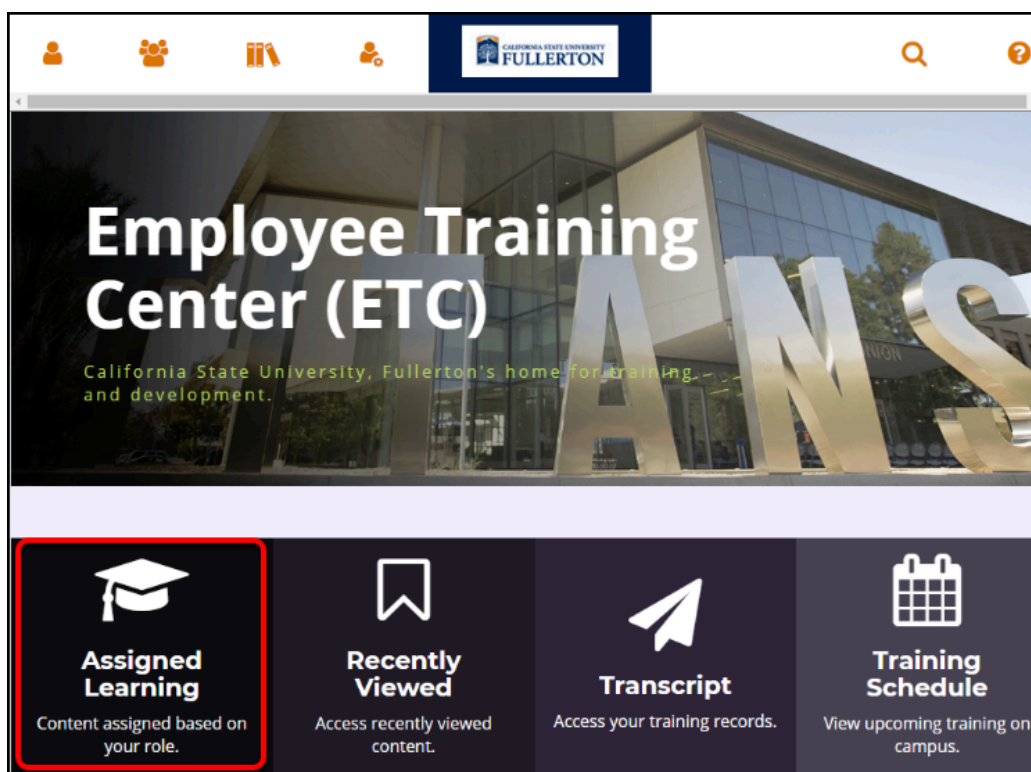 CALIFORNIA STATE UNIVERSITY
FULLERTON
Employee Training
Center (ETC)
California State University, Fullerton's home for training
and development.
TITANS
UNION
Assigned
Learning
Content assigned based on
your role.
Recently
Viewed
Access recently viewed
content.
Transcript
Access your training records.
Training
Schedule
View upcoming training on
campus.